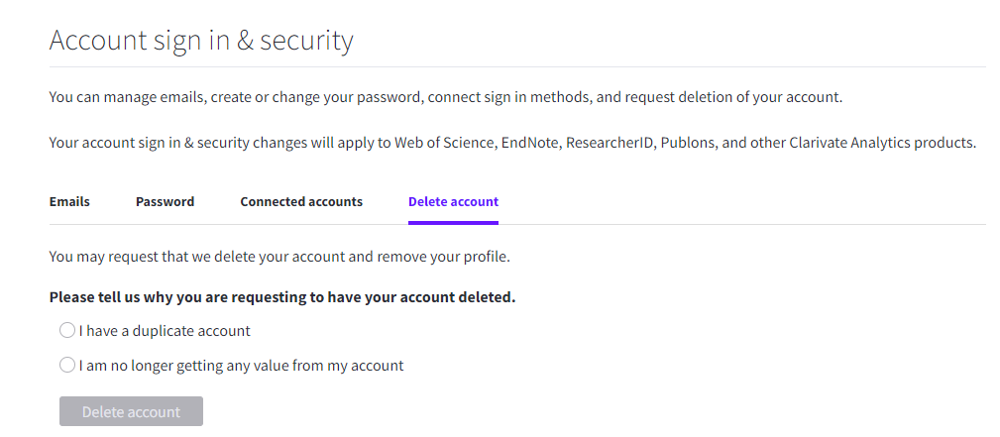 Account sign in & security
You can manage emails, create or change your password, connect sign in methods, and request deletion of your account.
Your account sign in & security changes will apply to Web of Science, EndNote, ResearcherID, Publons, and other Clarivate Analytics products.
Emails Password Connected accounts Delete account
You may request that we delete your account and remove your profile.
Please tell us why you are requesting to have your account deleted.
I have a duplicate account
I am no longer getting any value from my account
Delete account